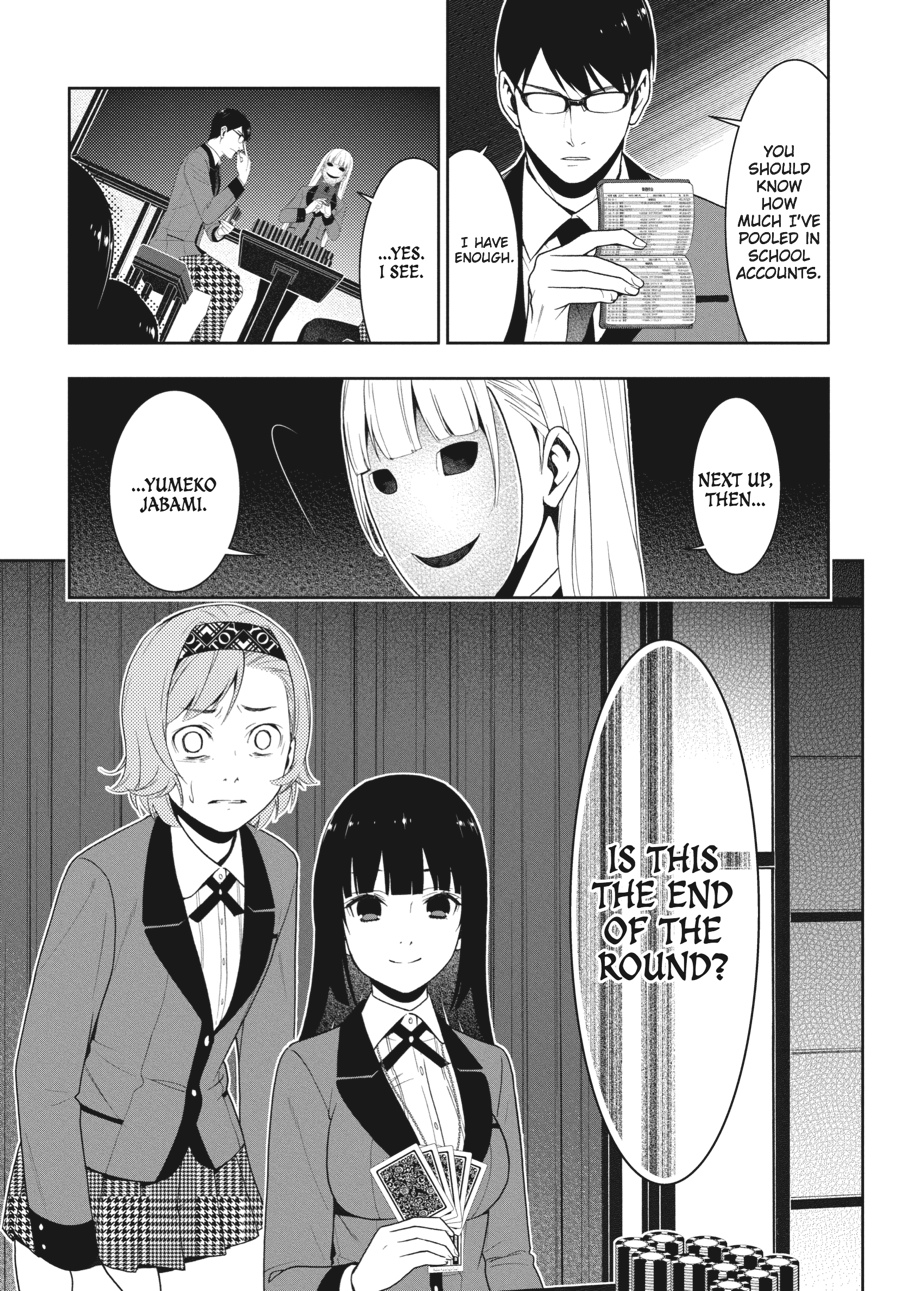 YOU
SHOULD
KNOW
HOW
MUCH I'VE
POOLED IN
SCHOOL
ACCOUNTS.
I HAVE
ENOUGH.
...YES.
I SEE.
NEXT UP,
THEN...
...YUMEKO
JABAMI.
IS THIS
THE END
OF THE
ROUND?